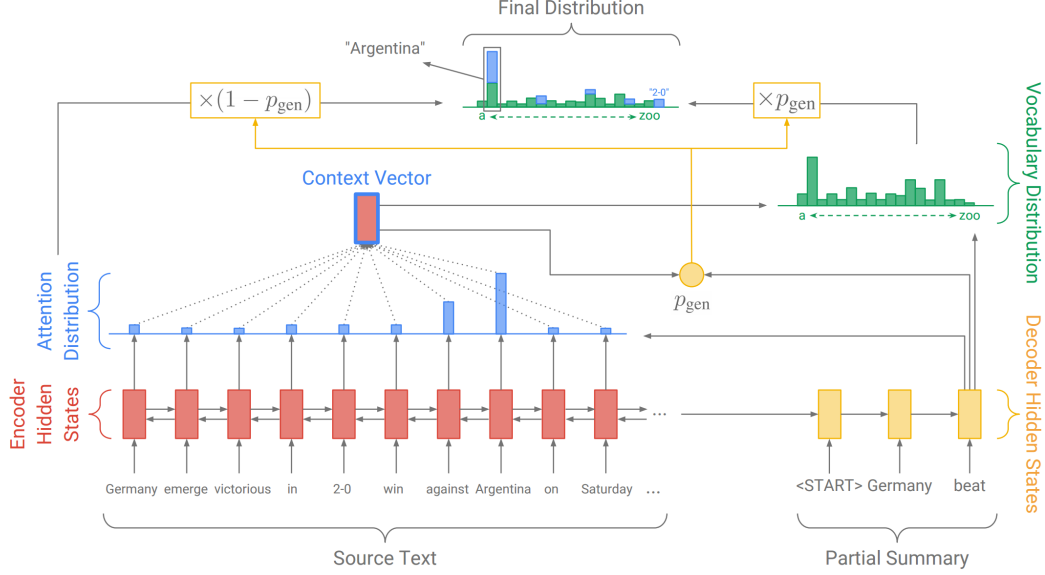 Final Distribution
"Argentina"
×(1 − p_gen)
×p_gen
"2-0"
a
zoo
Context Vector
a
zoo
Vocabulary Distribution
Attention
Distribution
p_gen
Encoder
Hidden
States
...
Decoder Hidden States
Germany emerge victorious in 2-0 win against Argentina on Saturday ...
<START> Germany beat
Source Text
Partial Summary